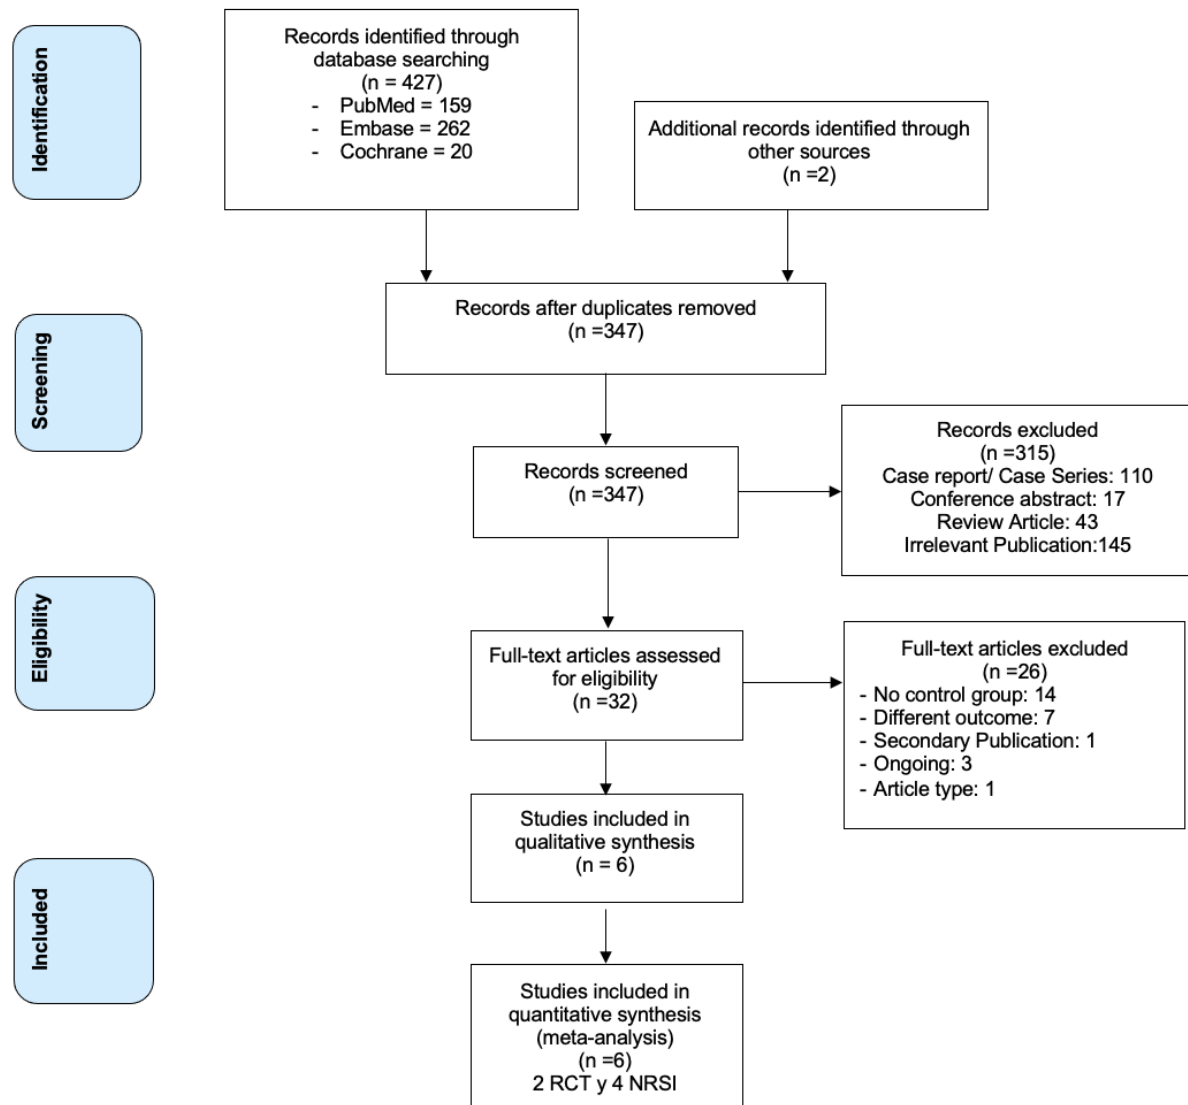 Identification
Records identified through
database searching
(n = 427)
- PubMed = 159
- Embase = 262
- Cochrane = 20
Additional records identified through
other sources
(n =2)
Records after duplicates removed
(n =347)
Screening
Records screened
(n =347)
Records excluded
(n =315)
Case report/ Case Series: 110
Conference abstract: 17
Review Article: 43
Irrelevant Publication:145
Eligibility
Full-text articles assessed
for eligibility
(n =32)
Full-text articles excluded
(n =26)
- No control group: 14
- Different outcome: 7
- Secondary Publication: 1
- Ongoing: 3
- Article type: 1
Studies included in
qualitative synthesis
(n = 6)
Included
Studies included in
quantitative synthesis
(meta-analysis)
(n =6)
2 RCT y 4 NRSI